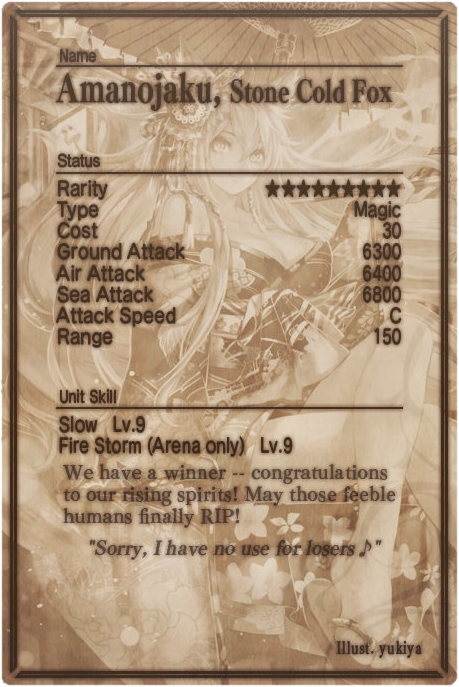 Name
Amanojaku, Stone Cold Fox
Status
Rarity ★★★★★★★★★
Type Magic
Cost 30
Ground Attack 6300
Air Attack 6400
Sea Attack 6800
Attack Speed C
Range 150
Unit Skill
Slow Lv.9
Fire Storm (Arena only) Lv.9
We have a winner -- congratulations
to our rising spirits! May those feeble
humans finally RIP!
"Sorry, I have no use for losers♪"
Illust. yukiya